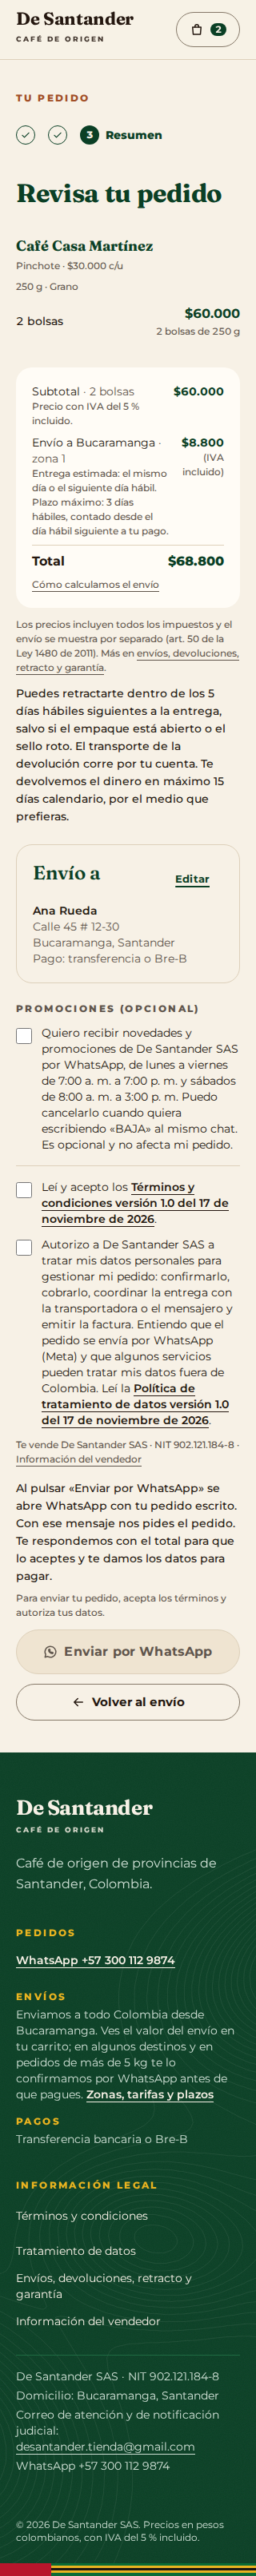 De Santander
CAFÉ DE ORIGEN
2
TU PEDIDO
3 Resumen
Revisa tu pedido
Café Casa Martínez
Pinchote · $30.000 c/u
250 g · Grano
2 bolsas
$60.000
2 bolsas de 250 g
Subtotal · 2 bolsas
$60.000
Precio con IVA del 5 %
incluido.
Envío a Bucaramanga ·
zona 1
$8.800
(IVA
incluido)
Entrega estimada: el mismo
día o el siguiente día hábil.
Plazo máximo: 3 días
hábiles, contado desde el
día hábil siguiente a tu pago.
Total
$68.800
Cómo calculamos el envío
Los precios incluyen todos los impuestos y el
envío se muestra por separado (art. 50 de la
Ley 1480 de 2011). Más en envíos, devoluciones,
retracto y garantía.
Puedes retractarte dentro de los 5
días hábiles siguientes a la entrega,
salvo si el empaque está abierto o el
sello roto. El transporte de la
devolución corre por tu cuenta. Te
devolvemos el dinero en máximo 15
días calendario, por el medio que
prefieras.
Envío a
Editar
Ana Rueda
Calle 45 # 12-30
Bucaramanga, Santander
Pago: transferencia o Bre-B
PROMOCIONES (OPCIONAL)
Quiero recibir novedades y
promociones de De Santander SAS
por WhatsApp, de lunes a viernes
de 7:00 a. m. a 7:00 p. m. y sábados
de 8:00 a. m. a 3:00 p. m. Puedo
cancelarlo cuando quiera
escribiendo «BAJA» al mismo chat.
Es opcional y no afecta mi pedido.
Leí y acepto los Términos y
condiciones versión 1.0 del 17 de
noviembre de 2026.
Autorizo a De Santander SAS a
tratar mis datos personales para
gestionar mi pedido: confirmarlo,
cobrarlo, coordinar la entrega con
la transportadora o el mensajero y
emitir la factura. Entiendo que el
pedido se envía por WhatsApp
(Meta) y que algunos servicios
pueden tratar mis datos fuera de
Colombia. Leí la Política de
tratamiento de datos versión 1.0
del 17 de noviembre de 2026.
Te vende De Santander SAS · NIT 902.121.184-8 ·
Información del vendedor
Al pulsar «Enviar por WhatsApp» se
abre WhatsApp con tu pedido escrito.
Con ese mensaje nos pides el pedido.
Te respondemos con el total para que
lo aceptes y te damos los datos para
pagar.
Para enviar tu pedido, acepta los términos y
autoriza tus datos.
Enviar por WhatsApp
Volver al envío
De Santander
CAFÉ DE ORIGEN
Café de origen de provincias de
Santander, Colombia.
PEDIDOS
WhatsApp +57 300 112 9874
ENVÍOS
Enviamos a todo Colombia desde
Bucaramanga. Ves el valor del envío en
tu carrito; en algunos destinos y en
pedidos de más de 5 kg te lo
confirmamos por WhatsApp antes de
que pagues. Zonas, tarifas y plazos
PAGOS
Transferencia bancaria o Bre-B
INFORMACIÓN LEGAL
Términos y condiciones
Tratamiento de datos
Envíos, devoluciones, retracto y
garantía
Información del vendedor
De Santander SAS · NIT 902.121.184-8
Domicilio: Bucaramanga, Santander
Correo de atención y de notificación
judicial:
desantander.tienda@gmail.com
WhatsApp +57 300 112 9874
© 2026 De Santander SAS. Precios en pesos
colombianos, con IVA del 5 % incluido.